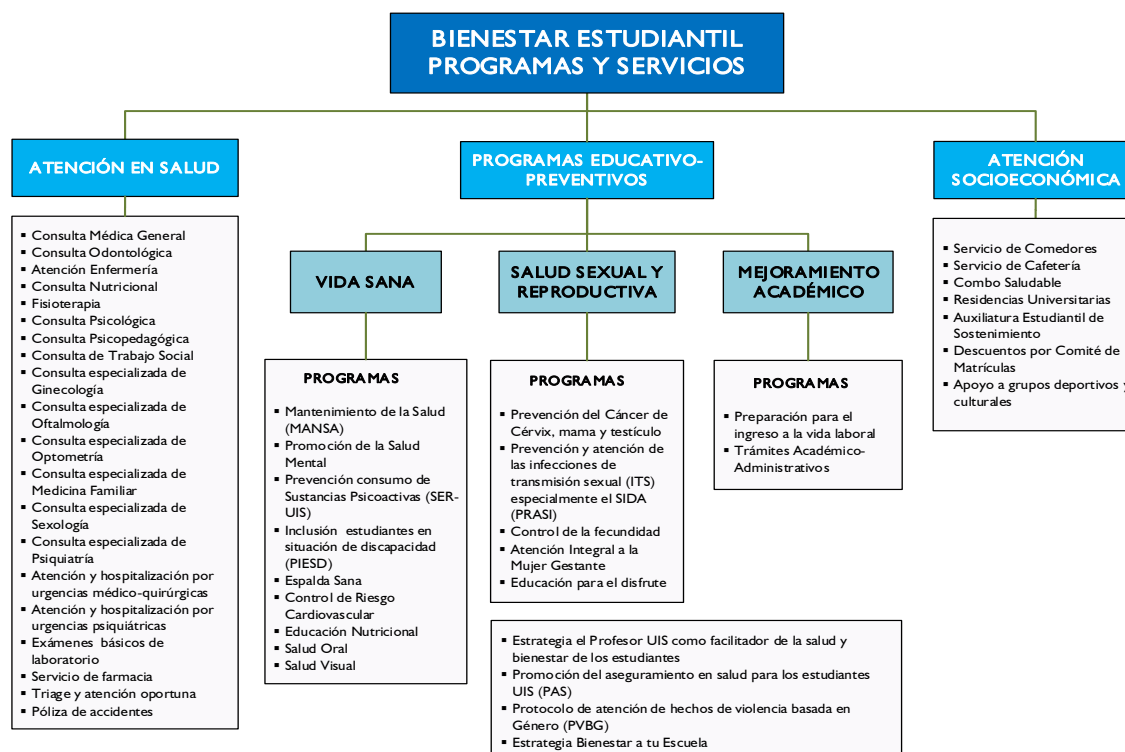 BIENESTAR ESTUDIANTIL
PROGRAMAS Y SERVICIOS
ATENCIÓN EN SALUD
▪ Consulta Médica General
▪ Consulta Odontológica
▪ Atención Enfermería
▪ Consulta Nutricional
▪ Fisioterapia
▪ Consulta Psicológica
▪ Consulta Psicopedagógica
▪ Consulta de Trabajo Social
▪ Consulta especializada de
Ginecología
▪ Consulta especializada de
Oftalmología
▪ Consulta especializada de
Optometría
▪ Consulta especializada de
Medicina Familiar
▪ Consulta especializada de
Sexología
▪ Consulta especializada de
Psiquiatría
▪ Atención y hospitalización por
urgencias médico-quirúrgicas
▪ Atención y hospitalización por
urgencias psiquiátricas
▪ Exámenes básicos de
laboratorio
▪ Servicio de farmacia
▪ Triage y atención oportuna
▪ Póliza de accidentes
PROGRAMAS EDUCATIVO-
PREVENTIVOS
VIDA SANA
PROGRAMAS
▪ Mantenimiento de la Salud
(MANSA)
▪ Promoción de la Salud
Mental
▪ Prevención consumo de
Sustancias Psicoactivas (SER-
UIS)
▪ Inclusión estudiantes en
situación de discapacidad
(PIESD)
▪ Espalda Sana
▪ Control de Riesgo
Cardiovascular
▪ Educación Nutricional
▪ Salud Oral
▪ Salud Visual
SALUD SEXUAL Y
REPRODUCTIVA
PROGRAMAS
▪ Prevención del Cáncer de
Cérvix, mama y testículo
▪ Prevención y atención de
las infecciones de
transmisión sexual (ITS)
especialmente el SIDA
(PRASI)
▪ Control de la fecundidad
▪ Atención Integral a la
Mujer Gestante
▪ Educación para el disfrute
MEJORAMIENTO
ACADÉMICO
PROGRAMAS
▪ Preparación para el
ingreso a la vida laboral
▪ Trámites Académico-
Administrativos
▪ Estrategia el Profesor UIS como facilitador de la salud y
bienestar de los estudiantes
▪ Promoción del aseguramiento en salud para los estudiantes
UIS (PAS)
▪ Protocolo de atención de hechos de violencia basada en
Género (PVBG)
▪ Estrategia Bienestar a tu Escuela
ATENCIÓN
SOCIOECONÓMICA
▪ Servicio de Comedores
▪ Servicio de Cafetería
▪ Combo Saludable
▪ Residencias Universitarias
▪ Auxiliatura Estudiantil de
Sostenimiento
▪ Descuentos por Comité de
Matrículas
▪ Apoyo a grupos deportivos y
culturales